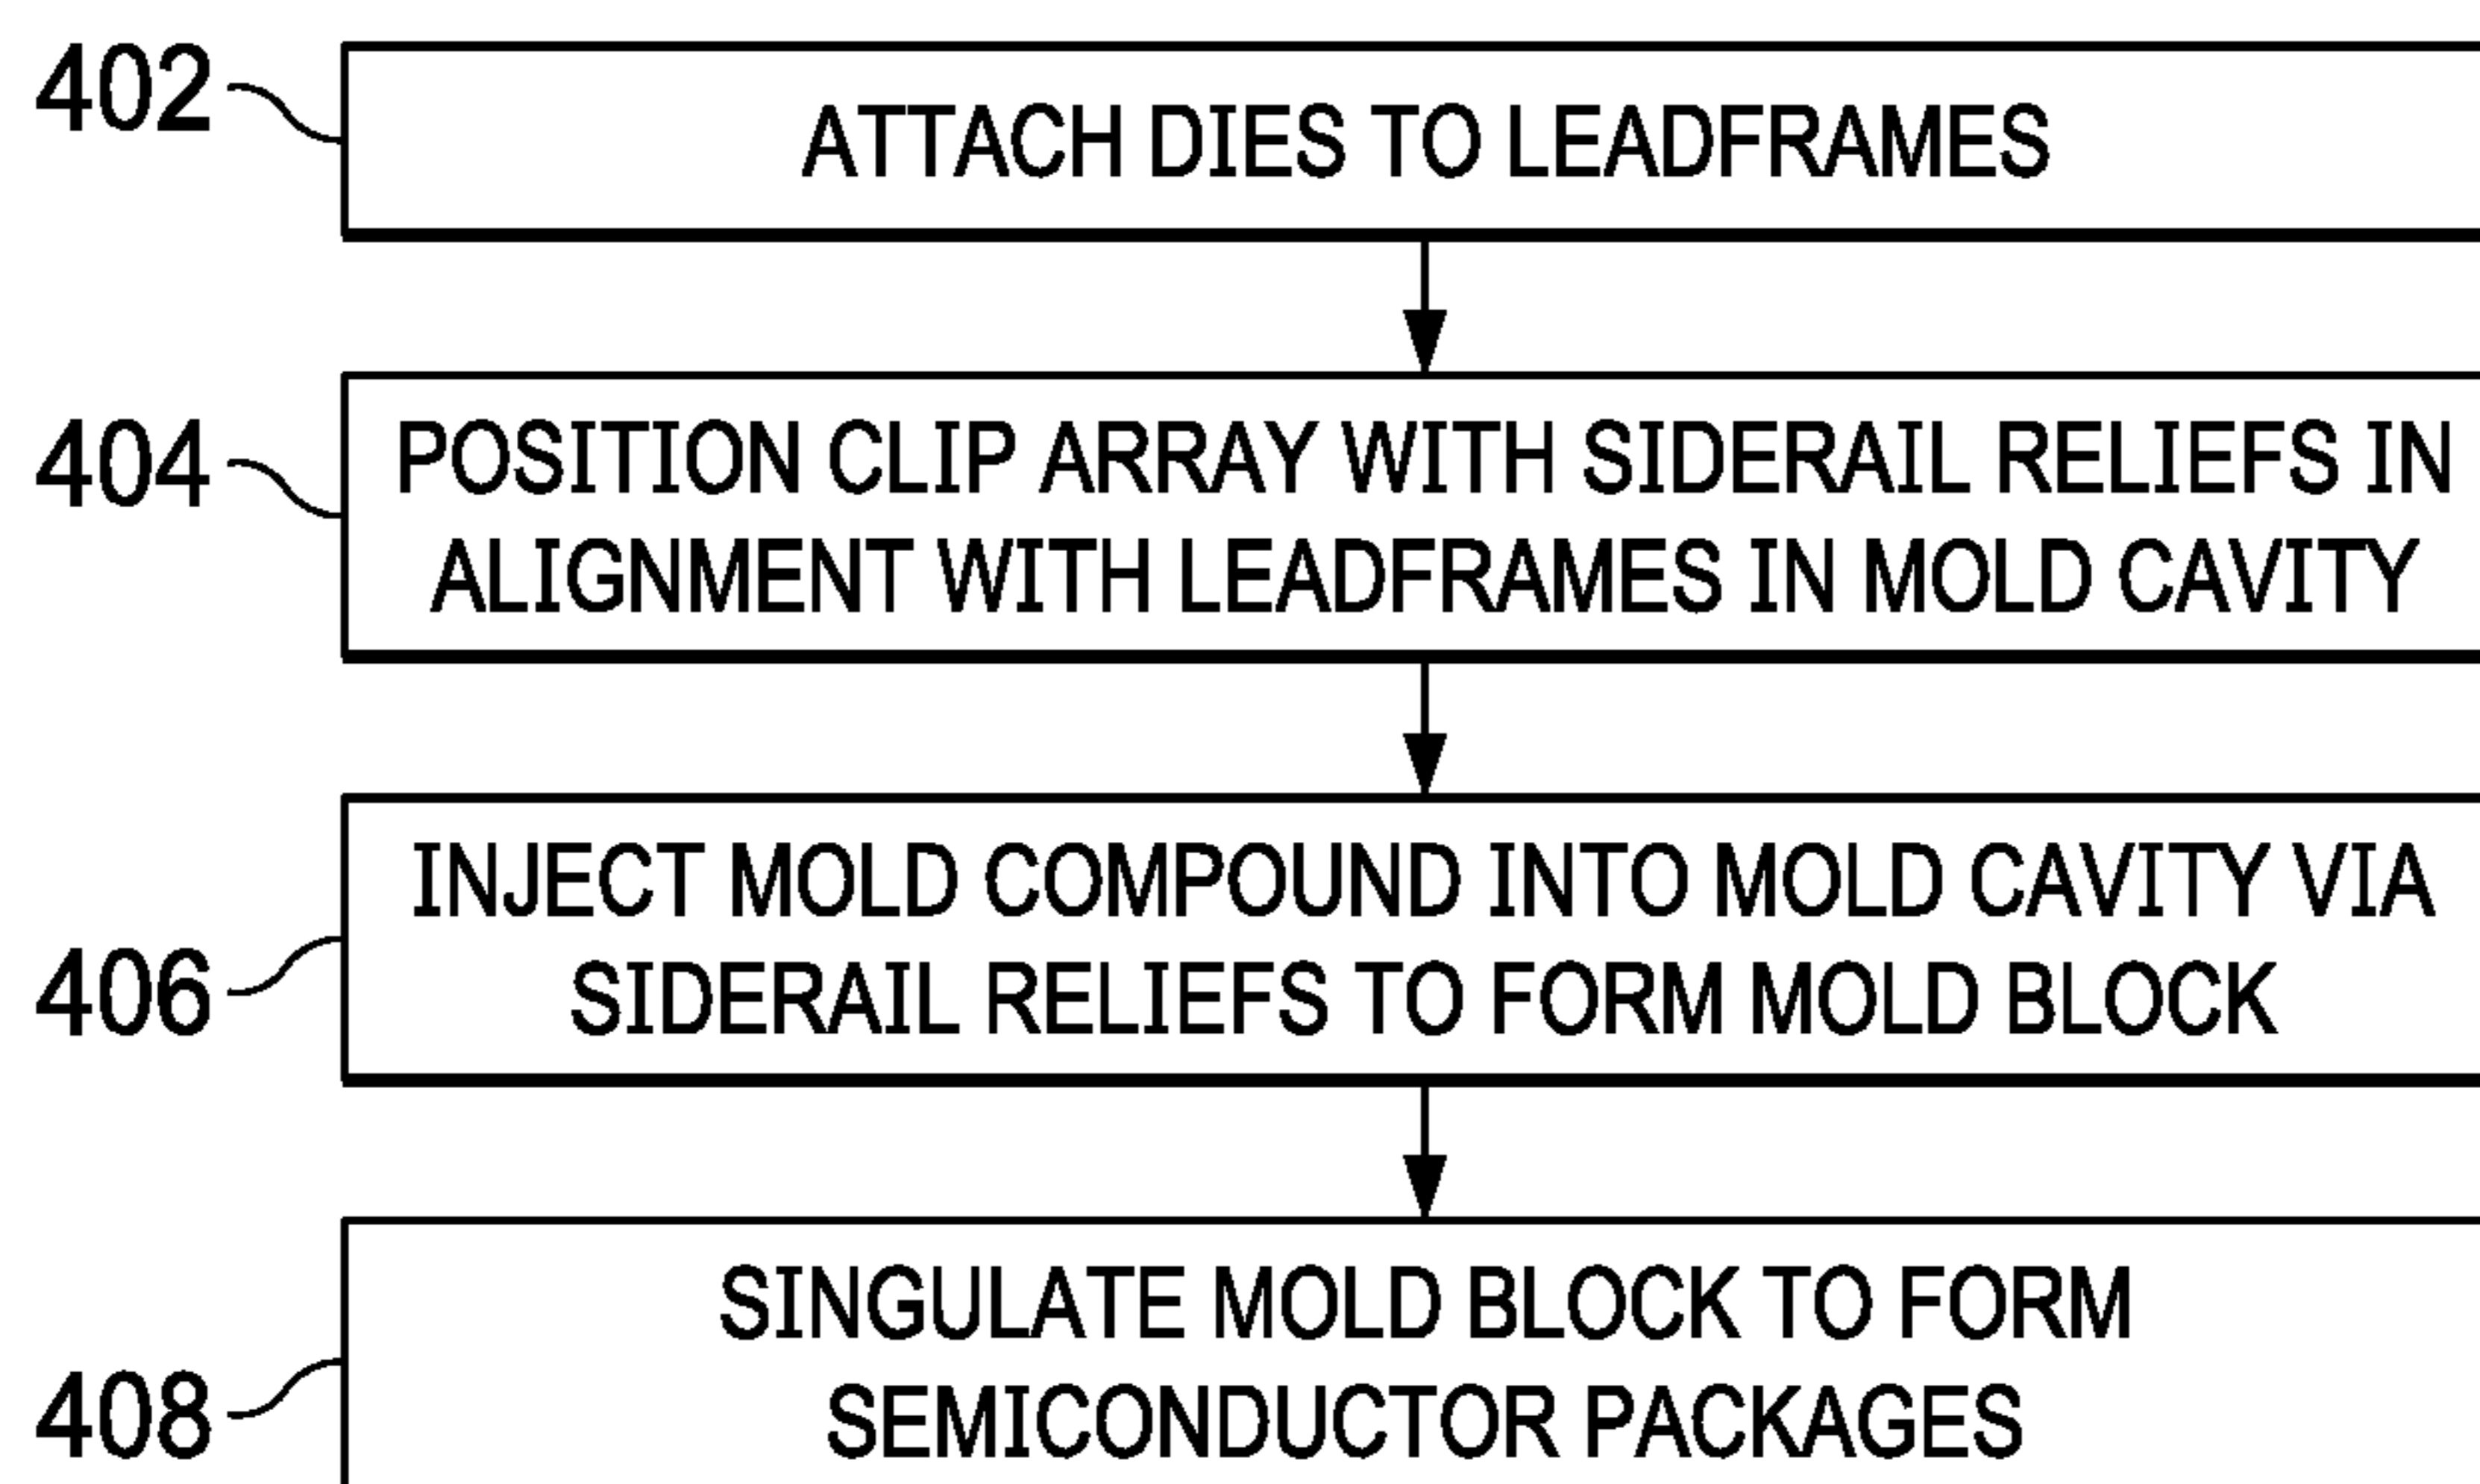 402
ATTACH DIES TO LEADFRAMES
404
POSITION CLIP ARRAY WITH SIDERAIL RELIEFS IN
ALIGNMENT WITH LEADFRAMES IN MOLD CAVITY
406
INJECT MOLD COMPOUND INTO MOLD CAVITY VIA
SIDERAIL RELIEFS TO FORM MOLD BLOCK
408
SINGULATE MOLD BLOCK TO FORM
SEMICONDUCTOR PACKAGES